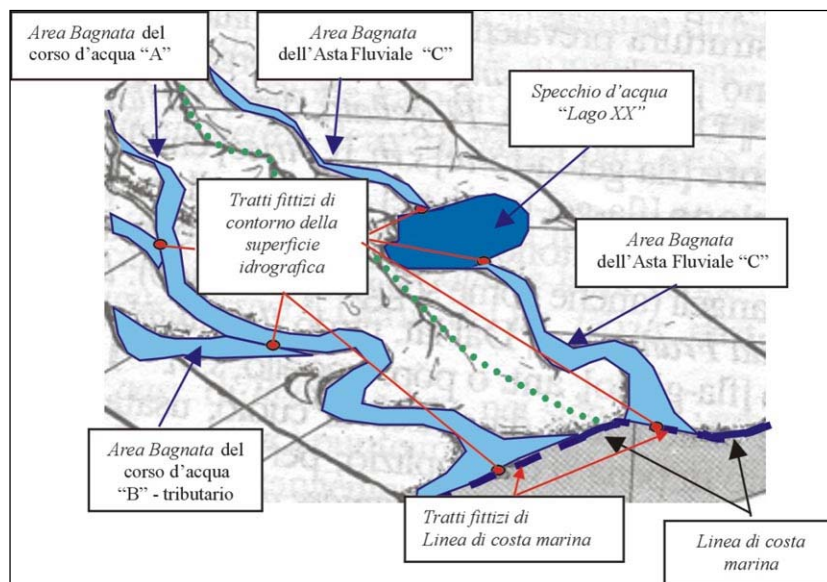 Area Bagnata del
corso d'acqua "A"
Area Bagnata
dell'Asta Fluviale "C"
Specchio d'acqua
"Lago XX"
Tratti fittizi di
contorno della
superficie
idrografica
Area Bagnata
dell'Asta Fluviale "C"
Area Bagnata del
corso d'acqua
"B" - tributario
Tratti fittizi di
Linea di costa marina
Linea di costa
marina